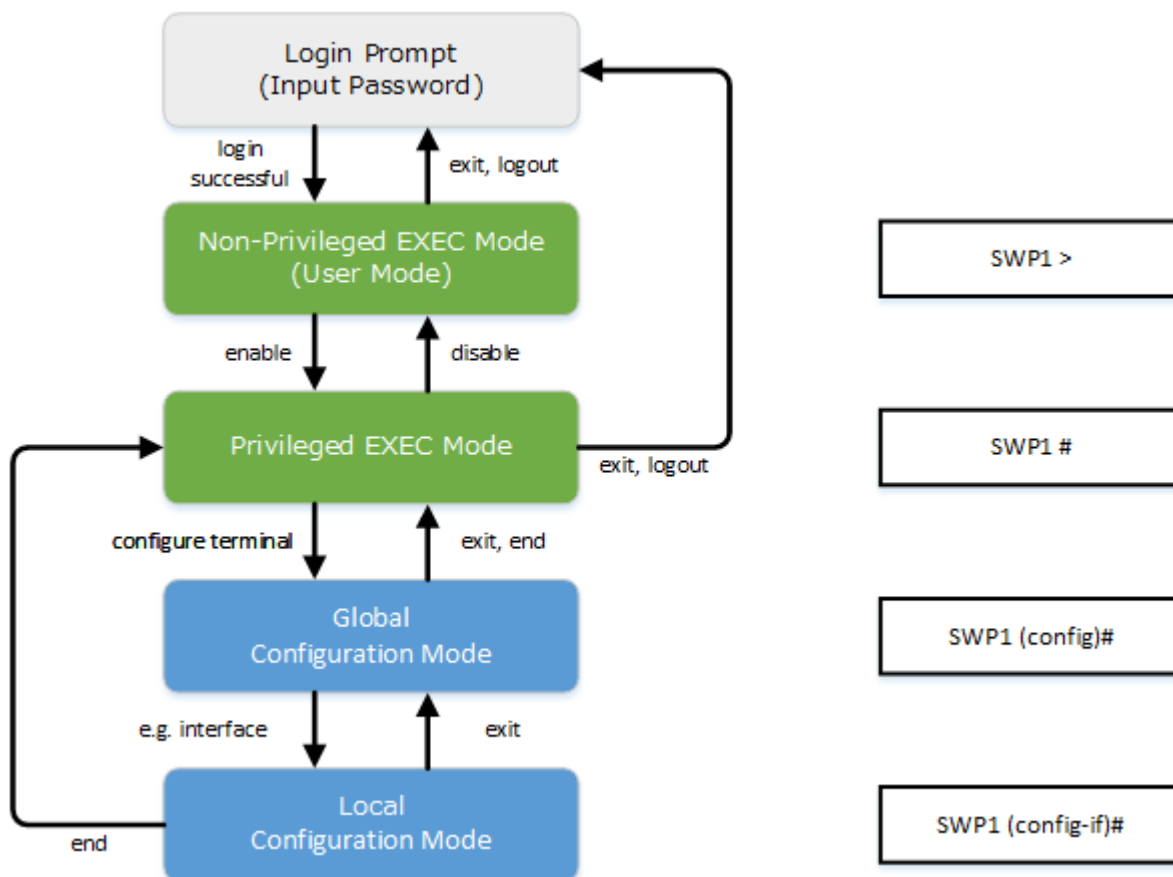 Login Prompt
(Input Password)
login
successful
exit, logout
Non-Privileged EXEC Mode
(User Mode)
SWP1 >
enable
disable
Privileged EXEC Mode
SWP1 #
exit, logout
configure terminal
exit, end
Global
Configuration Mode
SWP1 (config)#
e.g. interface
exit
Local
Configuration Mode
SWP1 (config-if)#
end